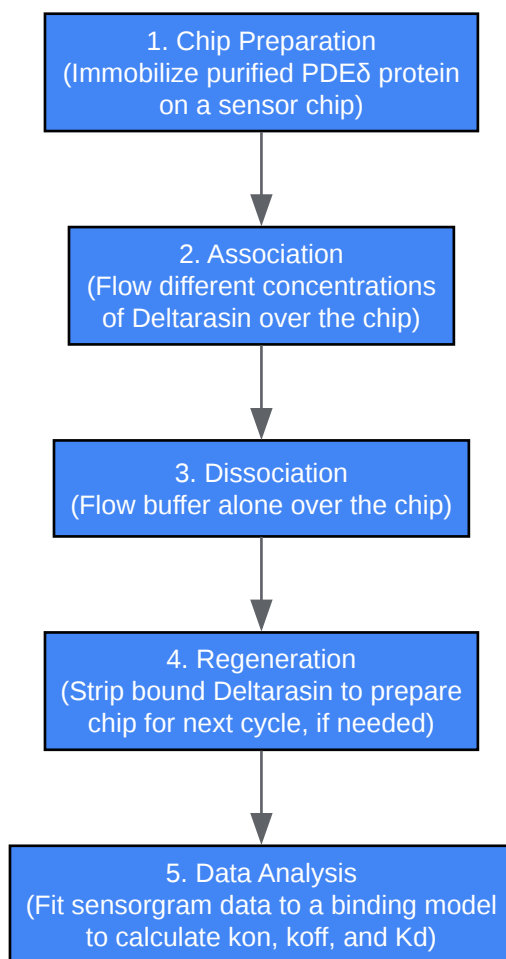 1. Chip Preparation
(Immobilize purified PDEδ protein
on a sensor chip)
2. Association
(Flow different concentrations
of Deltarasin over the chip)
3. Dissociation
(Flow buffer alone over the chip)
4. Regeneration
(Strip bound Deltarasin to prepare
chip for next cycle, if needed)
5. Data Analysis
(Fit sensorgram data to a binding model
to calculate kon, koff, and Kd)